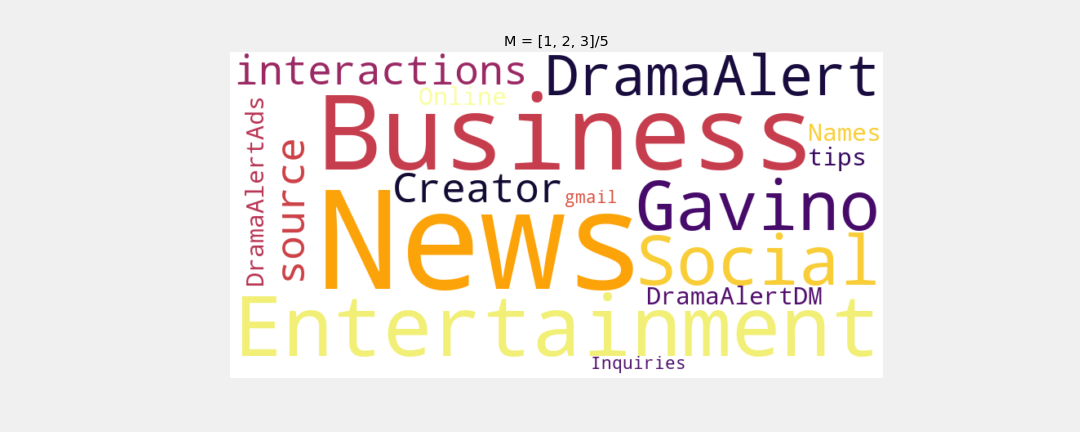 M = [1, 2, 3]/5
interactions
DramaAlert
Online
Business
Names
tips
DramaAlertAds
source
Creator
gmail
Gavino
News
Social
DramaAlertDM
Entertainment
Inquiries